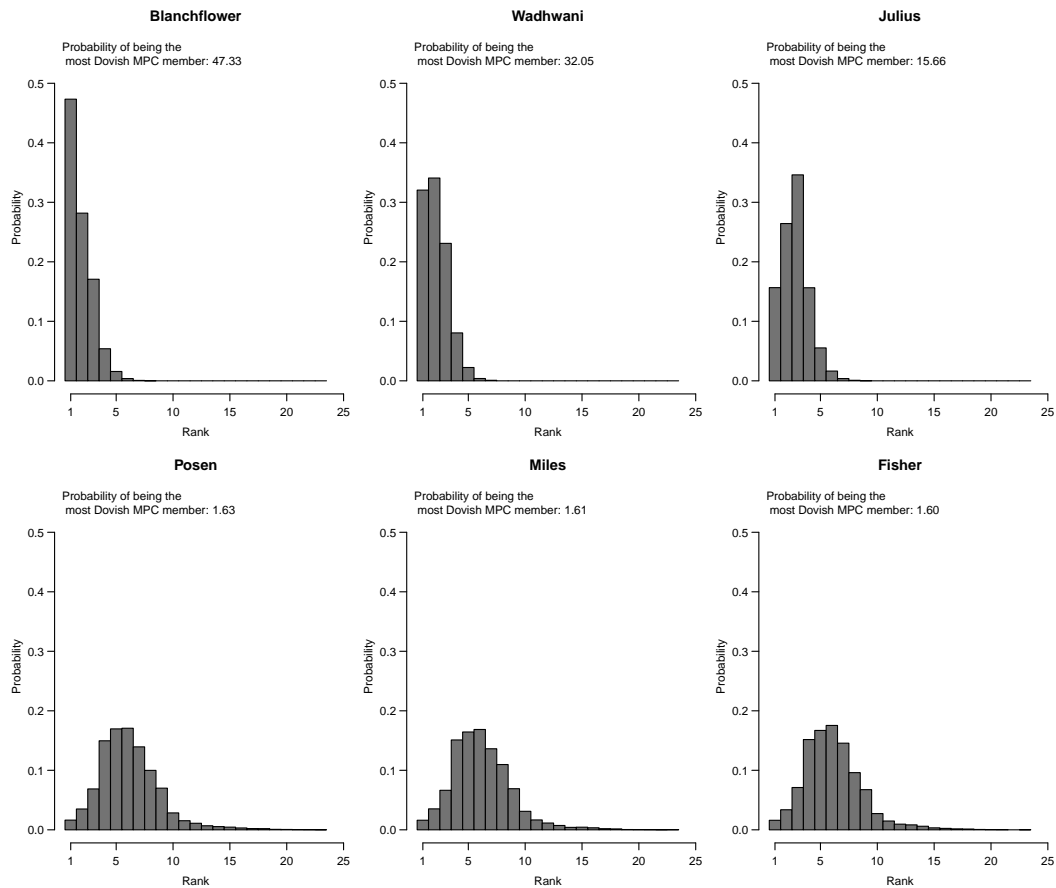 Blanchflower
Probability of being the
most Dovish MPC member: 47.33
0.5
0.4
0.3
0.2
0.1
0.0
Probability
1 5 10 15 20 25
Rank
Wadhwani
Probability of being the
most Dovish MPC member: 32.05
0.5
0.4
0.3
0.2
0.1
0.0
Probability
1 5 10 15 20 25
Rank
Julius
Probability of being the
most Dovish MPC member: 15.66
0.5
0.4
0.3
0.2
0.1
0.0
Probability
1 5 10 15 20 25
Rank
Posen
Probability of being the
most Dovish MPC member: 1.63
0.5
0.4
0.3
0.2
0.1
0.0
Probability
1 5 10 15 20 25
Rank
Miles
Probability of being the
most Dovish MPC member: 1.61
0.5
0.4
0.3
0.2
0.1
0.0
Probability
1 5 10 15 20 25
Rank
Fisher
Probability of being the
most Dovish MPC member: 1.60
0.5
0.4
0.3
0.2
0.1
0.0
Probability
1 5 10 15 20 25
Rank